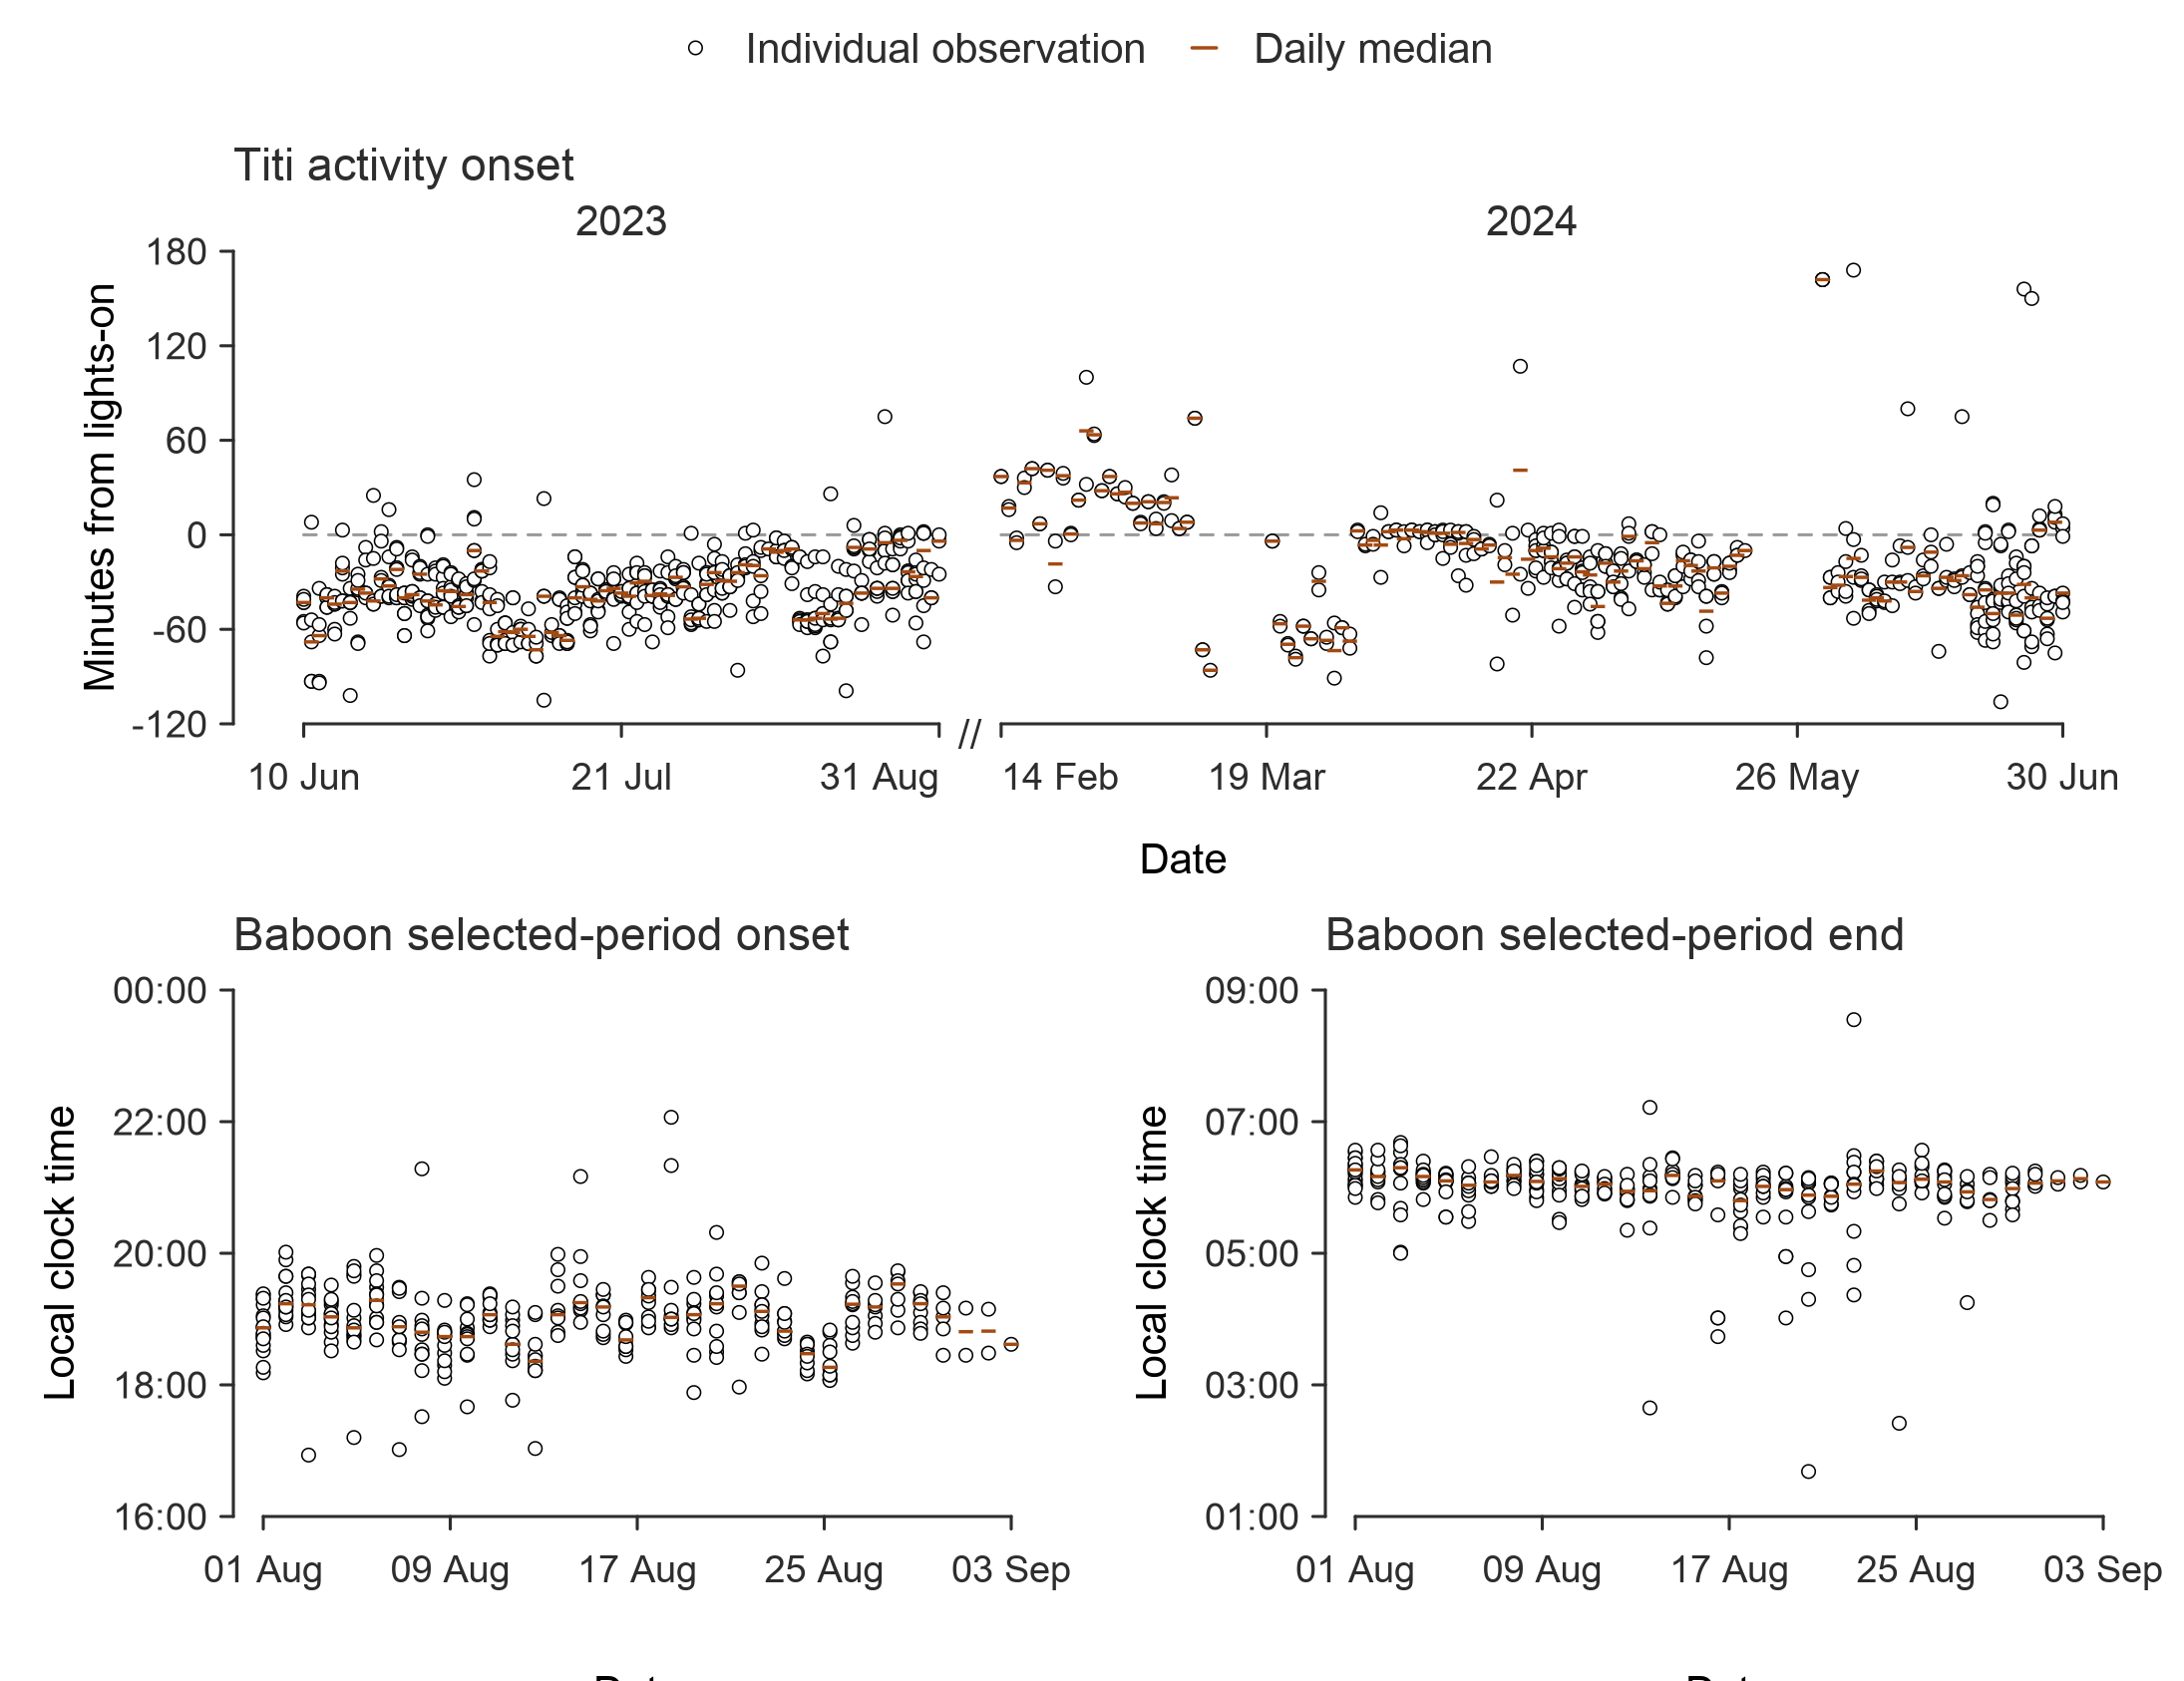 Individual observation Daily median
Titi activity onset
2023 2024
180
120
60
0
-60
-120
Minutes from lights-on
10 Jun 21 Jul 31 Aug // 14 Feb 19 Mar 22 Apr 26 May 30 Jun
Date
Baboon selected-period onset
00:00
22:00
20:00
18:00
16:00
Local clock time
01 Aug 09 Aug 17 Aug 25 Aug 03 Sep
Baboon selected-period end
09:00
07:00
05:00
03:00
01:00
Local clock time
01 Aug 09 Aug 17 Aug 25 Aug 03 Sep